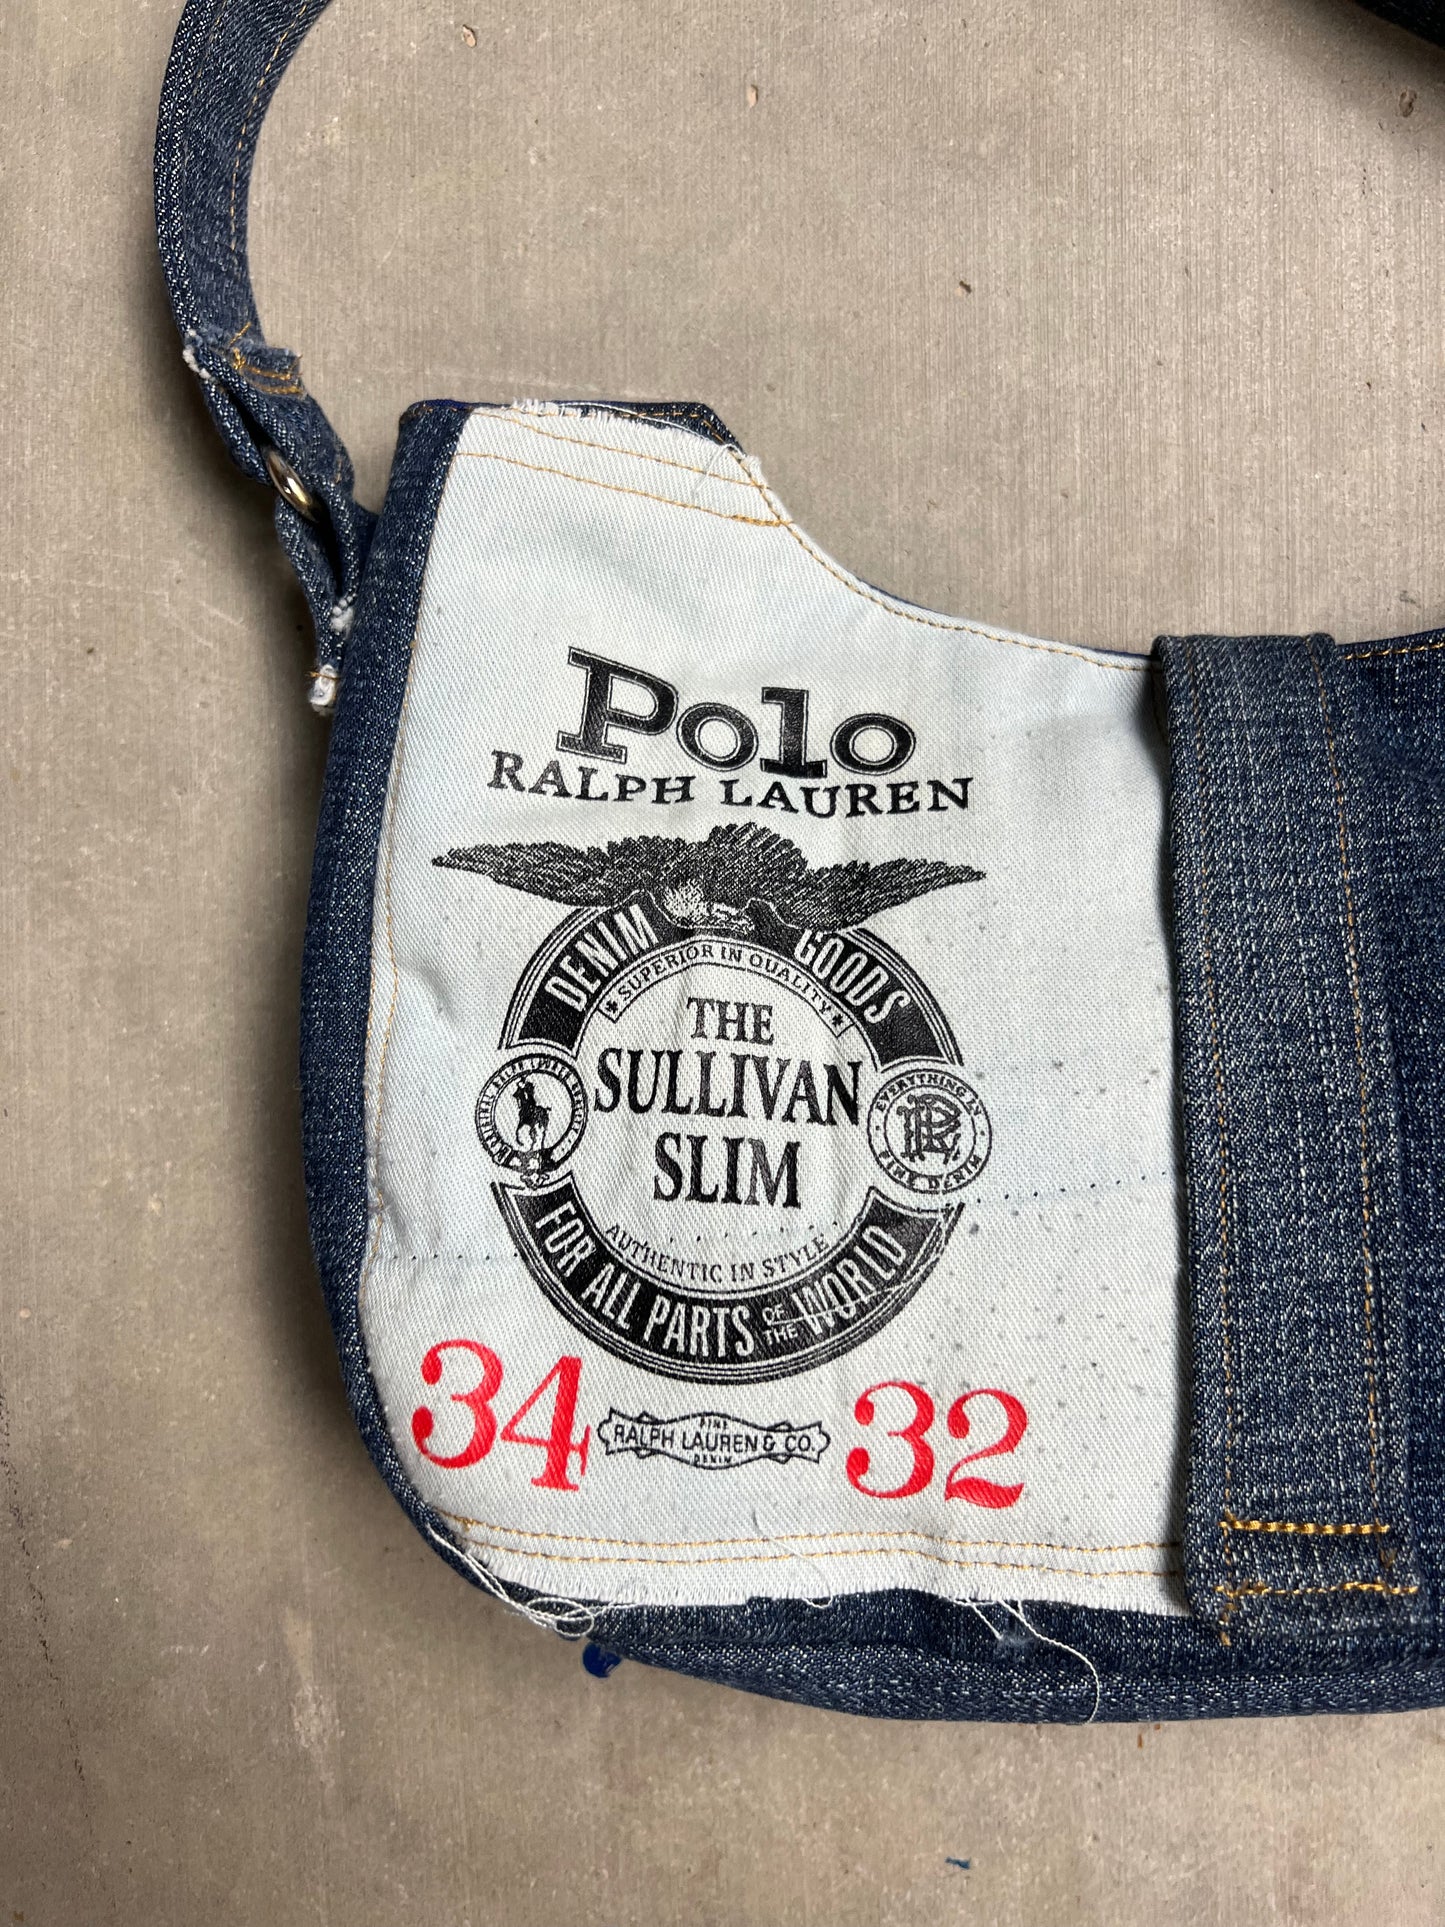 Polo
RALPH LAUREN
DENIM GOODS
SUPERIOR IN QUALITY
THE
SULLIVAN
SLIM
EVERYTHING IN
FINE DENIM
AUTHENTIC IN STYLE
FOR ALL PARTS OF THE WORLD
34
FINE
RALPH LAUREN & CO.
DENIM
32